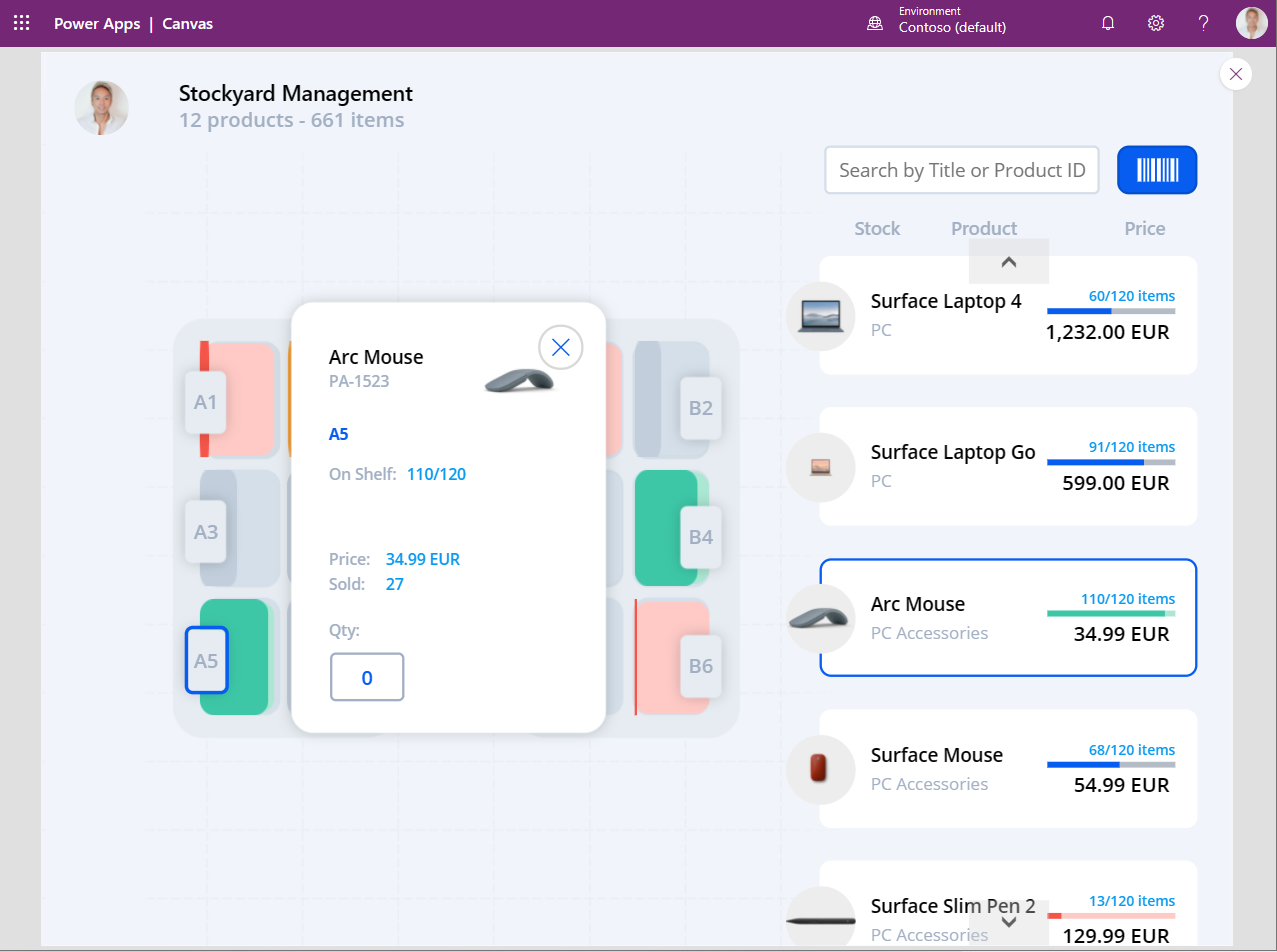 Power Apps | Canvas
Environment
Contoso (default)
Stockyard Management
12 products - 661 items
Search by Title or Product ID
Stock Product Price
A1
A3
A5
Arc Mouse
PA-1523
A5
On Shelf: 110/120
Price: 34.99 EUR
Sold: 27
Qty:
0
B2
B4
B6
Surface Laptop 4
PC
60/120 items
1,232.00 EUR
Surface Laptop Go
PC
91/120 items
599.00 EUR
Arc Mouse
PC Accessories
110/120 items
34.99 EUR
Surface Mouse
PC Accessories
68/120 items
54.99 EUR
Surface Slim Pen 2
PC Accessories
13/120 items
129.99 EUR